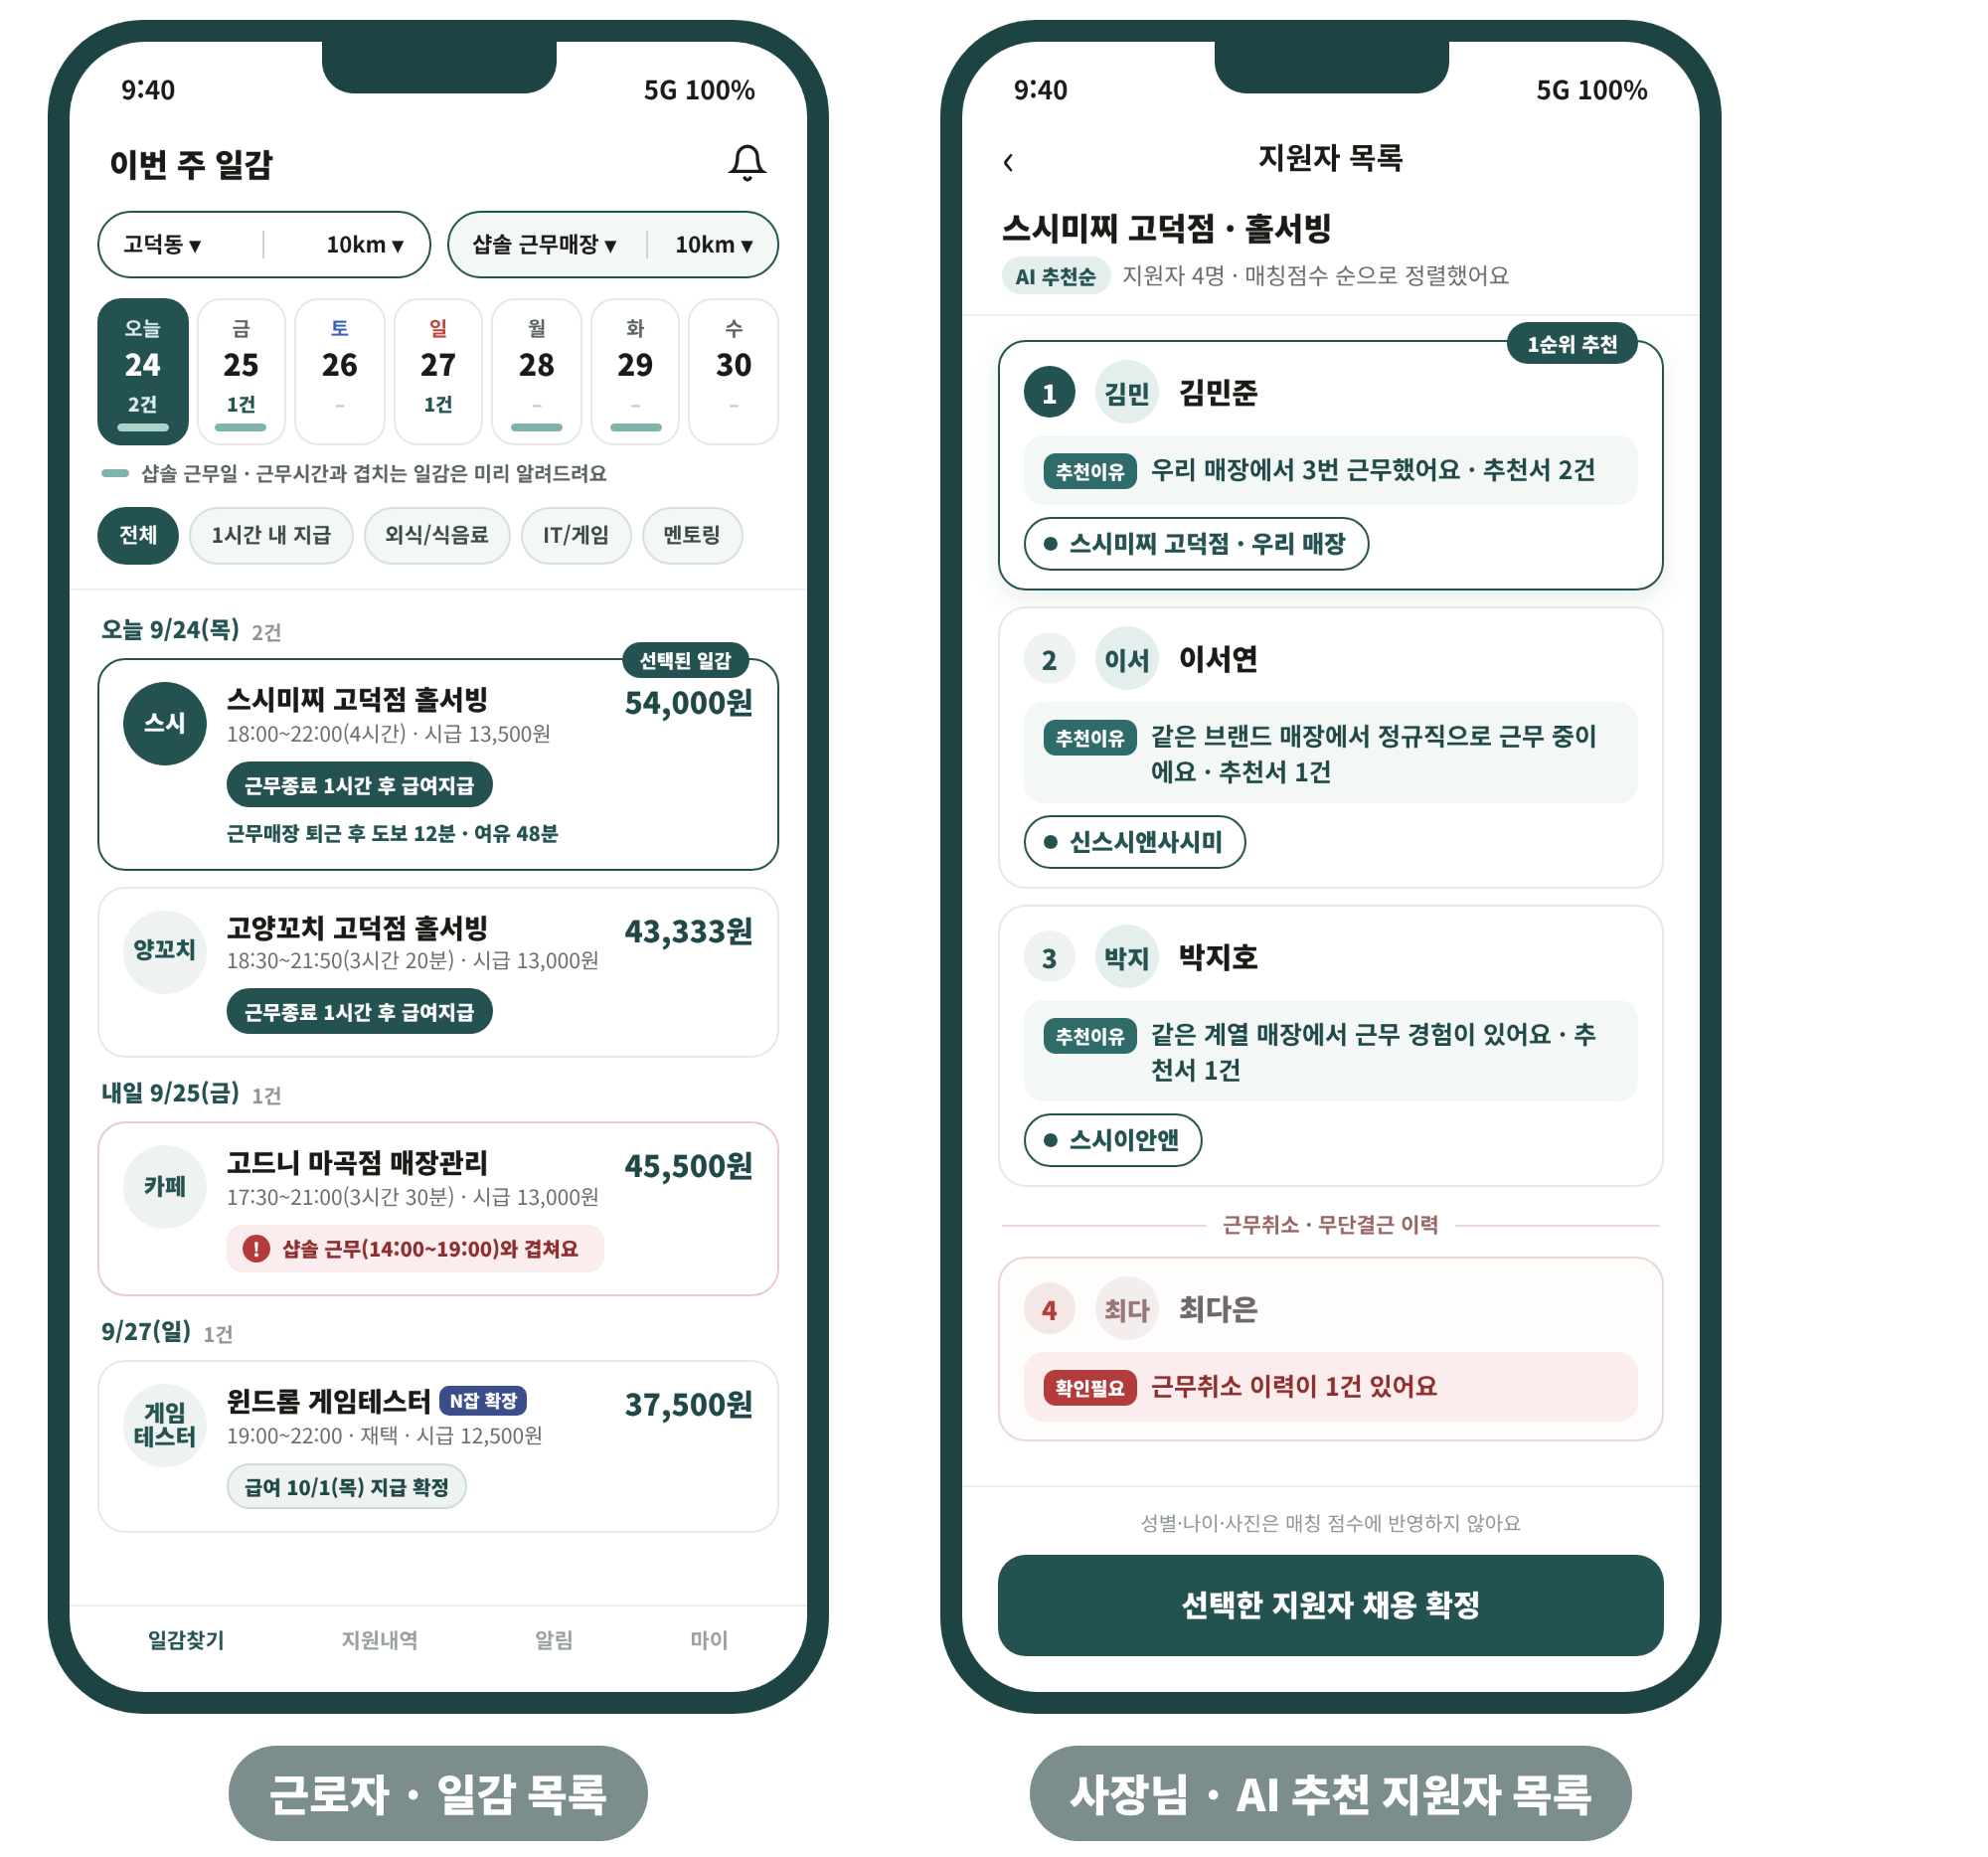 9:40
5G 100%
이번 주 일감
고덕동 ▾
10km ▾
샵솔 근무매장 ▾
10km ▾
오늘
24
2건
금
25
1건
토
26
–
일
27
1건
월
28
–
화
29
–
수
30
–
샵솔 근무일 · 근무시간과 겹치는 일감은 미리 알려드려요
전체
1시간 내 지급
외식/식음료
IT/게임
멘토링
오늘 9/24(목) 2건
선택된 일감
스시
스시미찌 고덕점 홀서빙
54,000원
18:00~22:00(4시간) · 시급 13,500원
근무종료 1시간 후 급여지급
근무매장 퇴근 후 도보 12분 · 여유 48분
양꼬치
고양꼬치 고덕점 홀서빙
43,333원
18:30~21:50(3시간 20분) · 시급 13,000원
근무종료 1시간 후 급여지급
내일 9/25(금) 1건
카페
고드니 마곡점 매장관리
45,500원
17:30~21:00(3시간 30분) · 시급 13,000원
! 샵솔 근무(14:00~19:00)와 겹쳐요
9/27(일) 1건
게임
테스터
윈드롬 게임테스터 N잡 확장
37,500원
19:00~22:00 · 재택 · 시급 12,500원
급여 10/1(목) 지급 확정
일감찾기
지원내역
알림
마이
근로자 · 일감 목록
9:40
5G 100%
‹
지원자 목록
스시미찌 고덕점 · 홀서빙
AI 추천순 지원자 4명 · 매칭점수 순으로 정렬했어요
1순위 추천
1 김민 김민준
추천이유 우리 매장에서 3번 근무했어요 · 추천서 2건
스시미찌 고덕점 · 우리 매장
2 이서 이서연
추천이유 같은 브랜드 매장에서 정규직으로 근무 중이
에요 · 추천서 1건
신스시앤사시미
3 박지 박지호
추천이유 같은 계열 매장에서 근무 경험이 있어요 · 추
천서 1건
스시이안앤
근무취소 · 무단결근 이력
4 최다 최다은
확인필요 근무취소 이력이 1건 있어요
성별·나이·사진은 매칭 점수에 반영하지 않아요
선택한 지원자 채용 확정
사장님 · AI 추천 지원자 목록